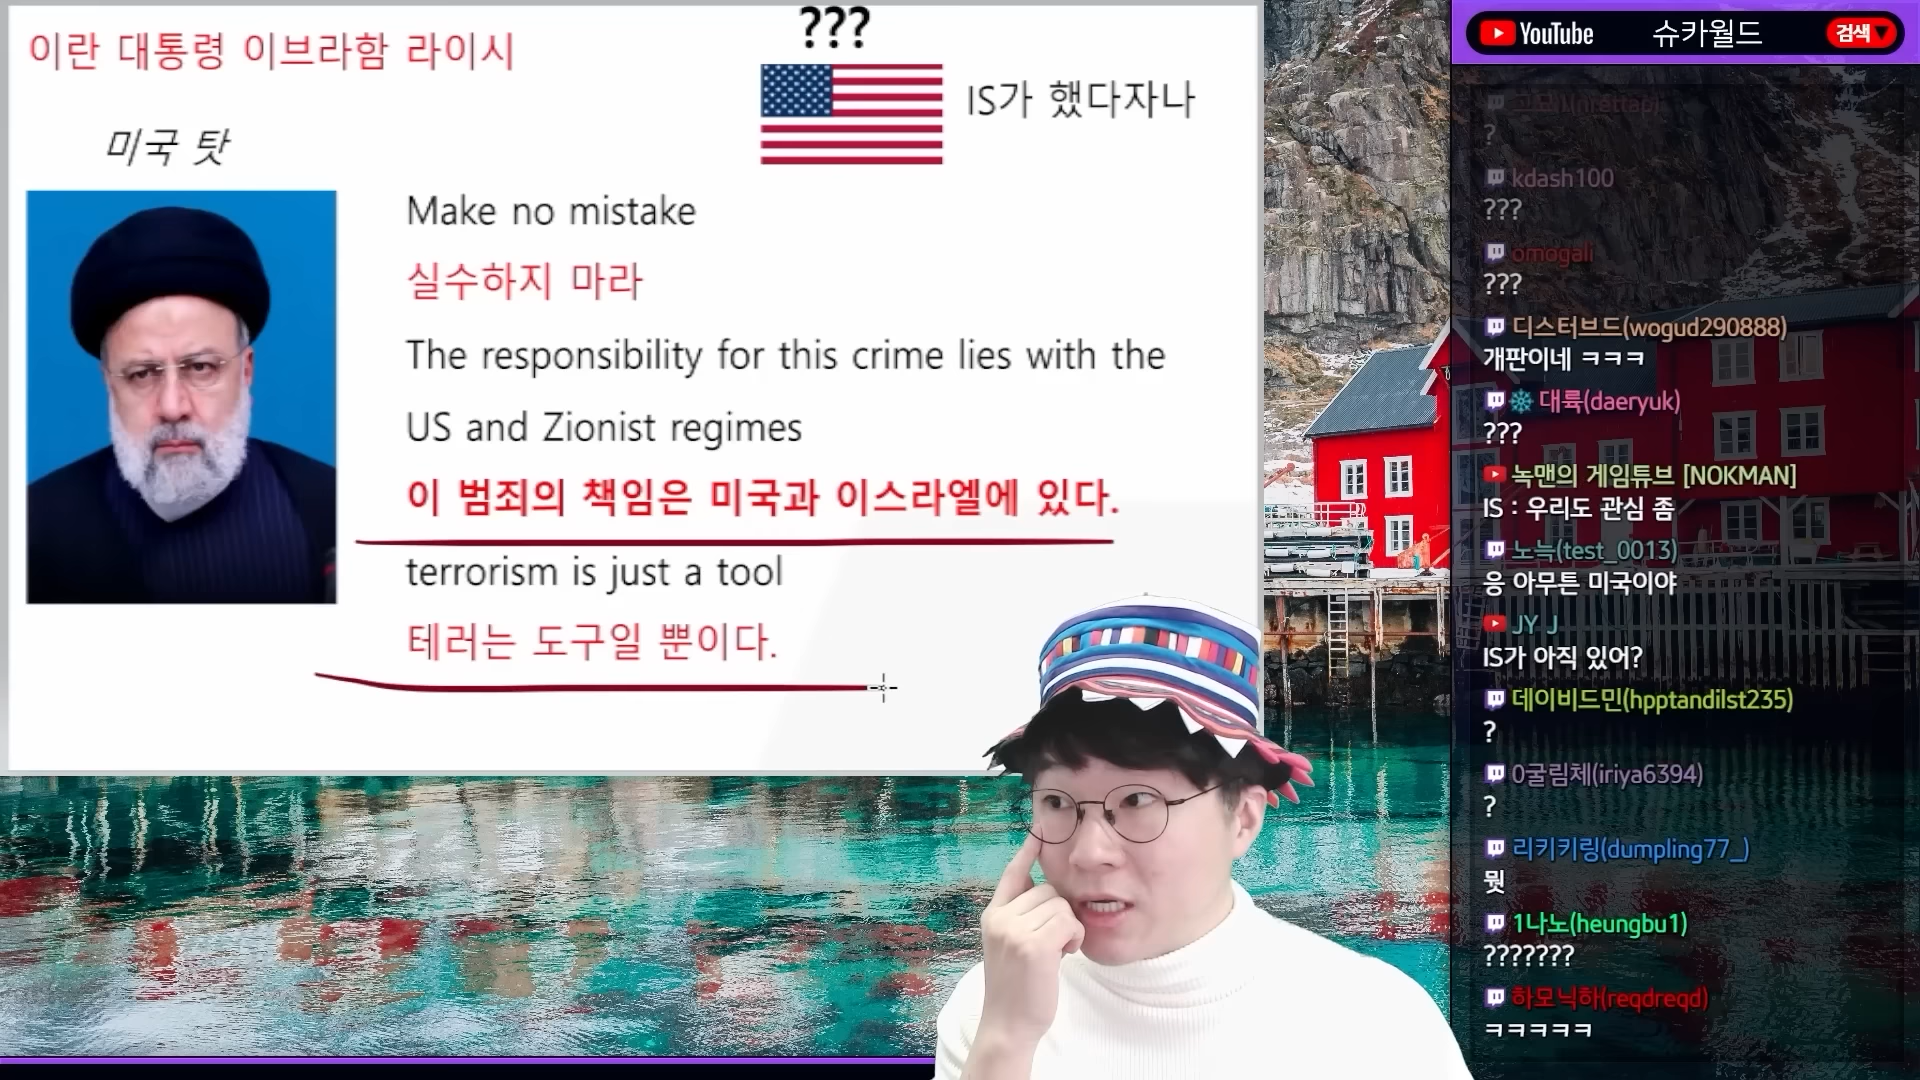 이란 대통령 이브라함 라이시
???
IS가 했다자나
미국 탓
Make no mistake
실수하지 마라
The responsibility for this crime lies with the
US and Zionist regimes
이 범죄의 책임은 미국과 이스라엘에 있다.
terrorism is just a tool
테러는 도구일 뿐이다.
YouTube 슈카월드 검색
?
kdash100
???
omogali
???
디스터브드(wogud290888)
개판이네 ㅋㅋㅋ
대륙(daeryuk)
???
녹맨의 게임튜브 [NOKMAN]
IS : 우리도 관심 좀
노늑(test_0013)
응 아무튼 미국이야
JY J
IS가 아직 있어?
데이비드민(hpptandilst235)
?
0굴림체(iriya6394)
?
리키키링(dumpling77_)
뭣
1나노(heungbu1)
???????
하모닉하(reqdreqd)
ㅋㅋㅋㅋㅋ